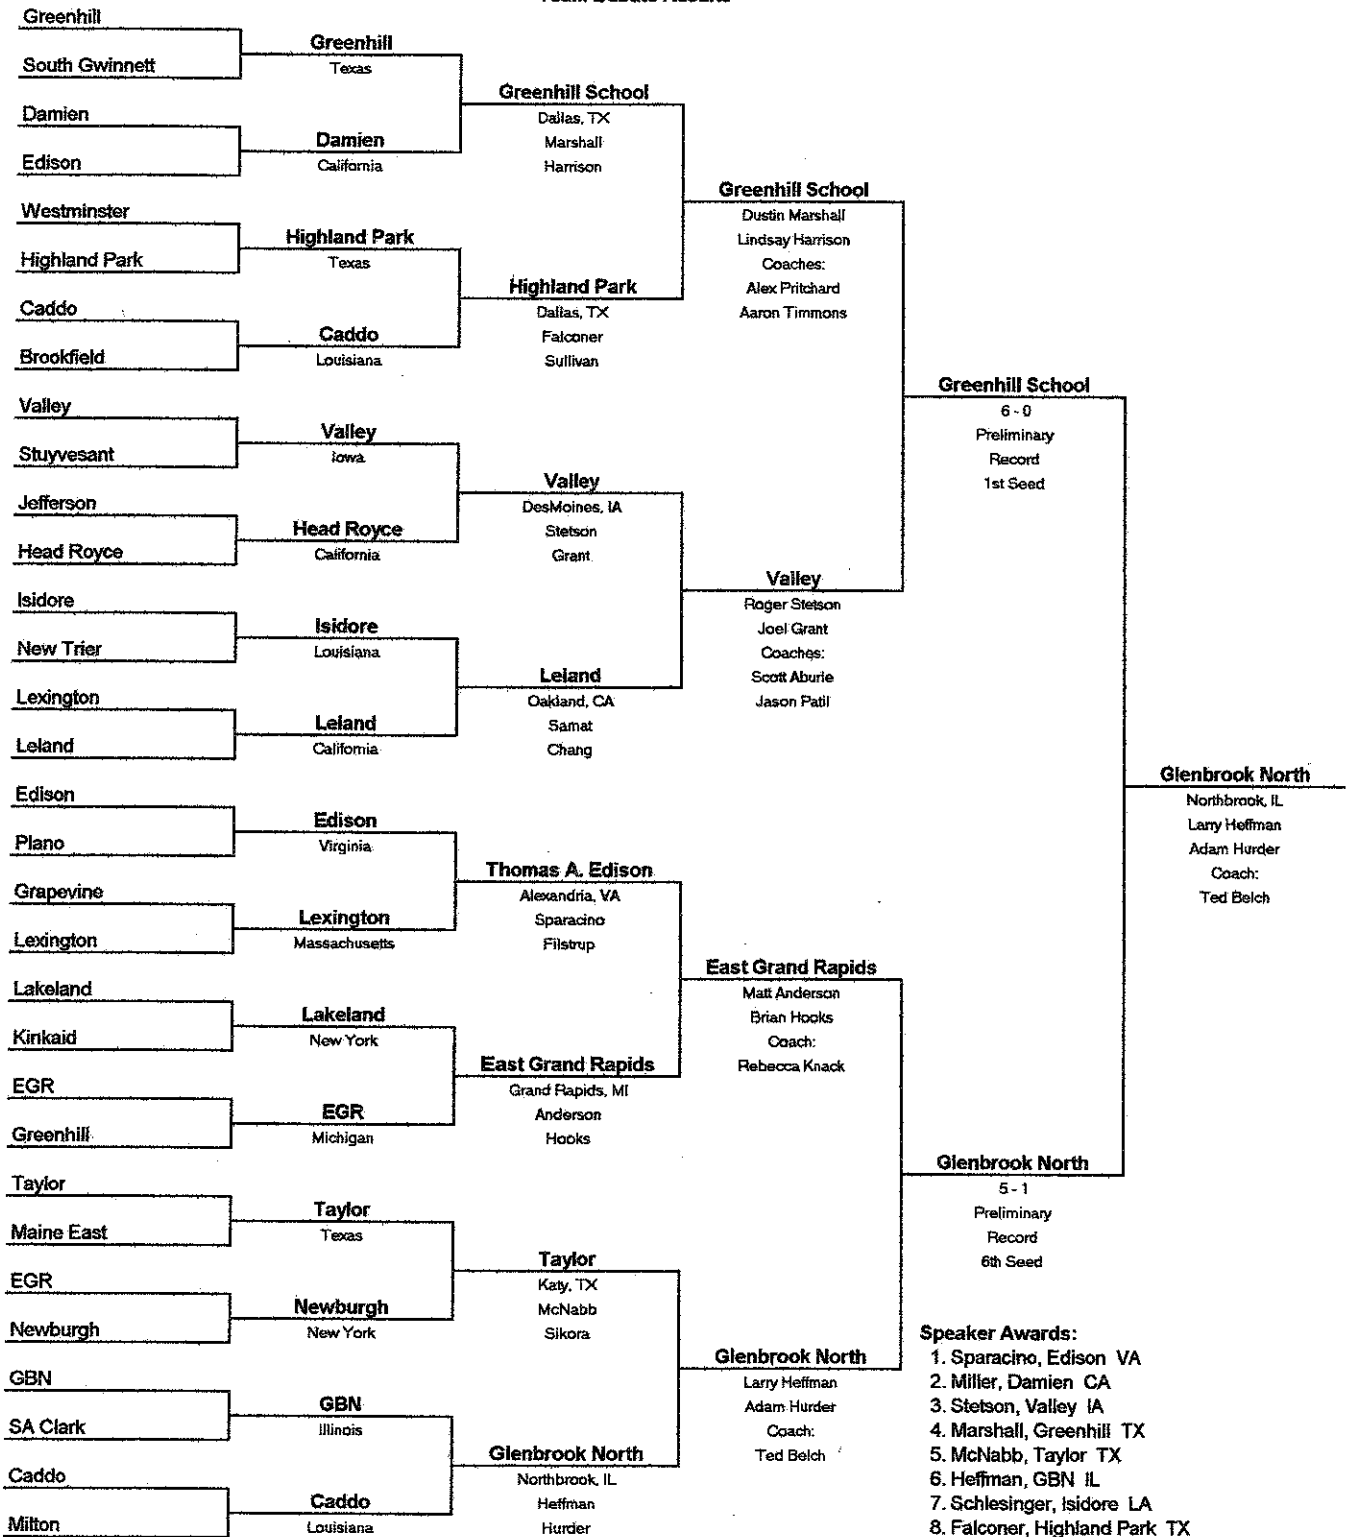 Greenhill
South Gwinnett
Damien
Edison
Westminster
Highland Park
Caddo
Brookfield
Valley
Stuyvesant
Jefferson
Head Royce
Isidore
New Trier
Lexington
Leland
Edison
Plano
Grapevine
Lexington
Lakeland
Kinkaid
EGR
Greenhill
Taylor
Maine East
EGR
Newburgh
GBN
SA Clark
Caddo
Milton
Greenhill
Texas
Damien
California
Highland Park
Texas
Caddo
Louisiana
Valley
Iowa
Head Royce
California
Isidore
Louisiana
Leland
California
Edison
Virginia
Lexington
Massachusetts
Lakeland
New York
EGR
Michigan
Taylor
Texas
Newburgh
New York
GBN
Illinois
Caddo
Louisiana
Greenhill School
Dallas, TX
Marshall
Harrison
Highland Park
Dallas, TX
Falconer
Sullivan
Valley
DesMoines, IA
Stetson
Grant
Leland
Oakland, CA
Samat
Chang
Thomas A. Edison
Alexandria, VA
Sparacino
Filstrup
East Grand Rapids
Grand Rapids, MI
Anderson
Hooks
Taylor
Katy, TX
McNabb
Sikora
Glenbrook North
Northbrook, IL
Heffman
Hurder
Greenhill School
Dustin Marshall
Lindsay Harrison
Coaches:
Alex Pritchard
Aaron Timmons
Valley
Roger Stetson
Joel Grant
Coaches:
Scott Aburie
Jason Patil
East Grand Rapids
Matt Anderson
Brian Hooks
Coach:
Rebecca Knack
Glenbrook North
Larry Heffman
Adam Hurder
Coach:
Ted Belch
Greenhill School
6 - 0
Preliminary
Record
1st Seed
Glenbrook North
5 - 1
Preliminary
Record
6th Seed
Glenbrook North
Northbrook, IL
Larry Heffman
Adam Hurder
Coach:
Ted Belch
Speaker Awards:
1. Sparacino, Edison VA
2. Miller, Damien CA
3. Stetson, Valley IA
4. Marshall, Greenhill TX
5. McNabb, Taylor TX
6. Heffman, GBN IL
7. Schlesinger, Isidore LA
8. Falconer, Highland Park TX